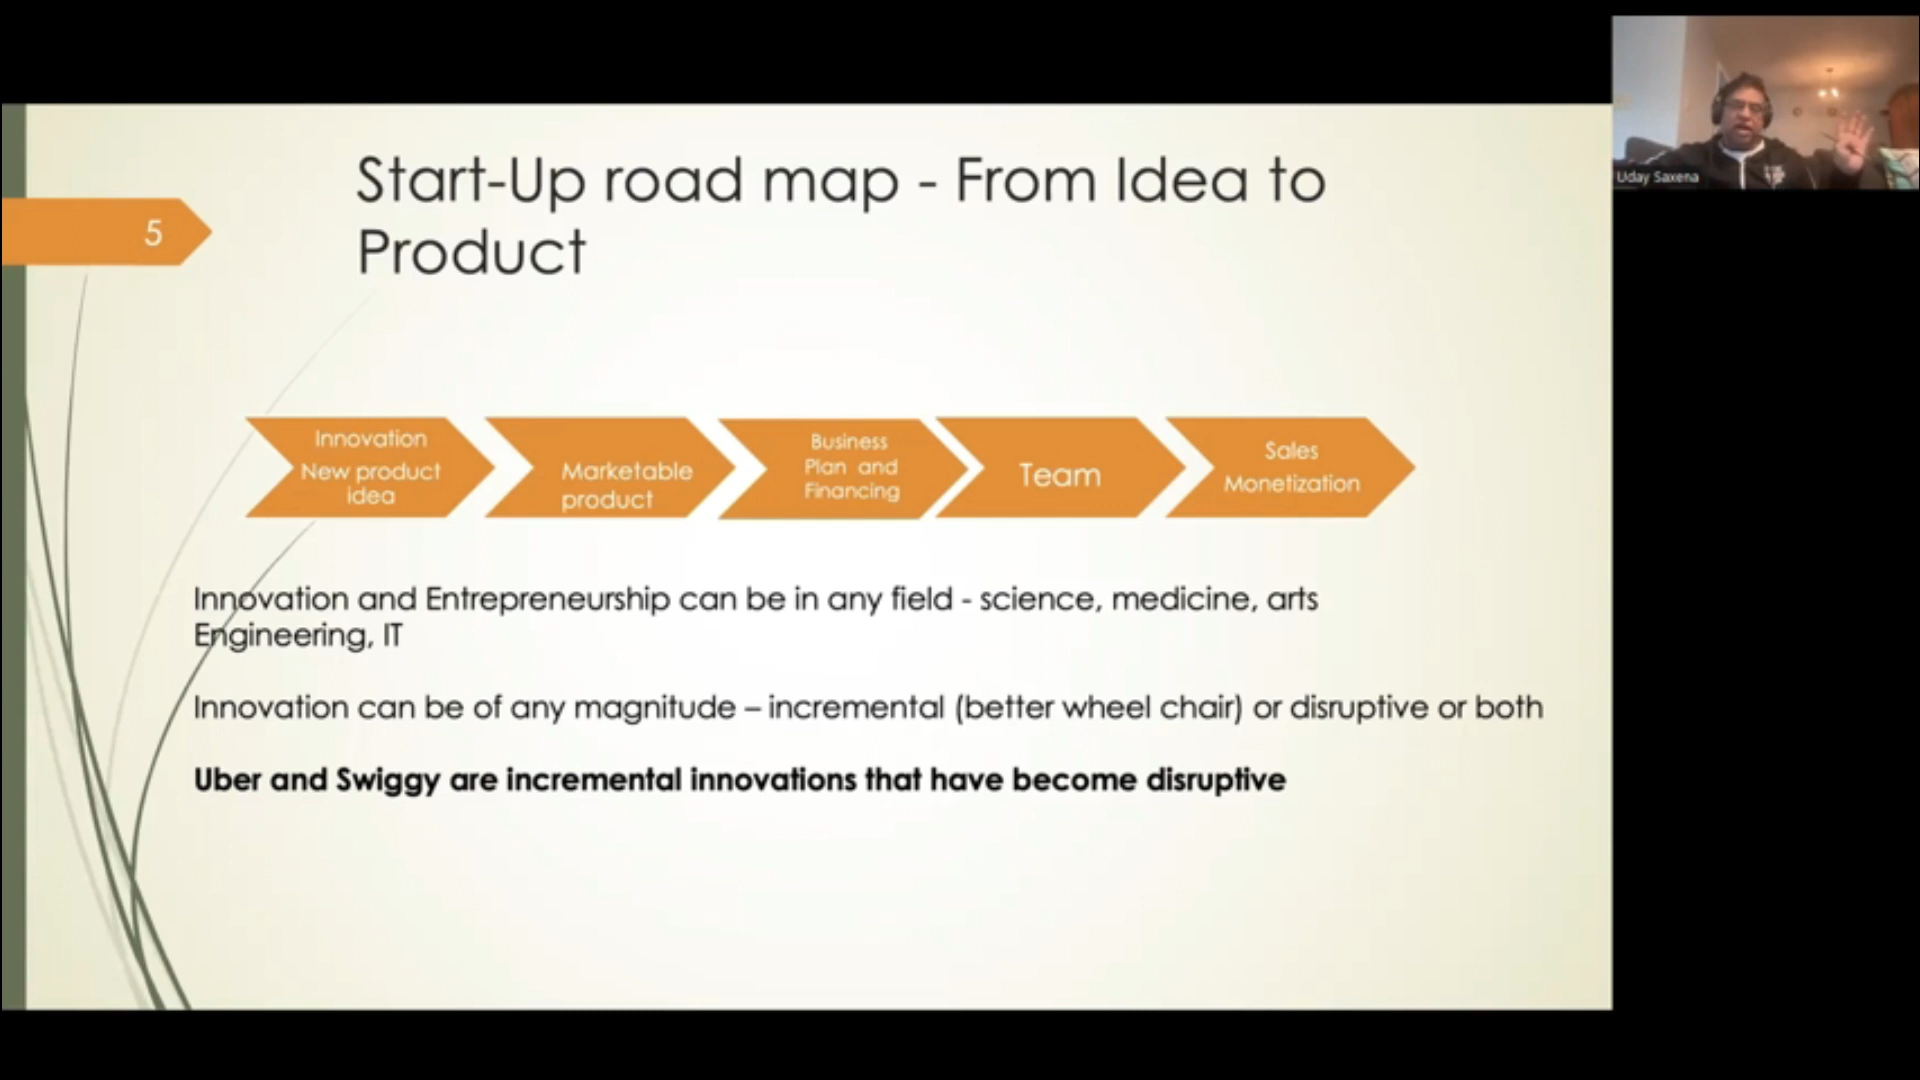 Uday Saxena
5
Start-Up road map - From Idea to
Product
Innovation
New product
idea
Marketable
product
Business
Plan and
Financing
Team
Sales
Monetization
Innovation and Entrepreneurship can be in any field - science, medicine, arts
Engineering, IT
Innovation can be of any magnitude – incremental (better wheel chair) or disruptive or both
Uber and Swiggy are incremental innovations that have become disruptive